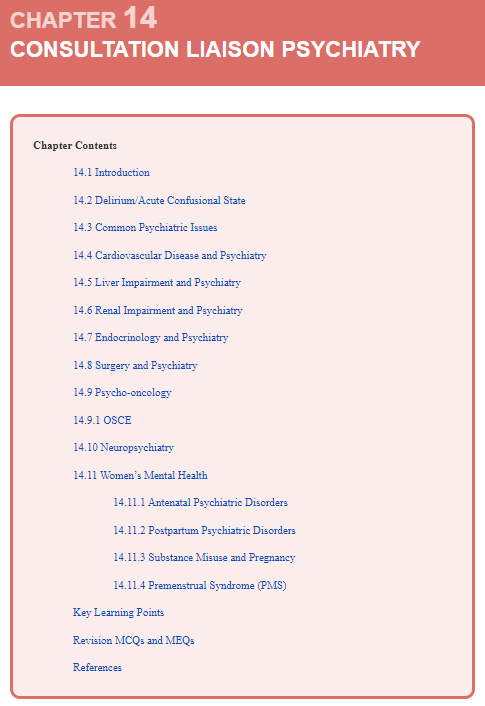 CHAPTER 14
CONSULTATION LIAISON PSYCHIATRY
Chapter Contents
14.1 Introduction
14.2 Delirium/Acute Confusional State
14.3 Common Psychiatric Issues
14.4 Cardiovascular Disease and Psychiatry
14.5 Liver Impairment and Psychiatry
14.6 Renal Impairment and Psychiatry
14.7 Endocrinology and Psychiatry
14.8 Surgery and Psychiatry
14.9 Psycho-oncology
14.9.1 OSCE
14.10 Neuropsychiatry
14.11 Women’s Mental Health
14.11.1 Antenatal Psychiatric Disorders
14.11.2 Postpartum Psychiatric Disorders
14.11.3 Substance Misuse and Pregnancy
14.11.4 Premenstrual Syndrome (PMS)
Key Learning Points
Revision MCQs and MEQs
References